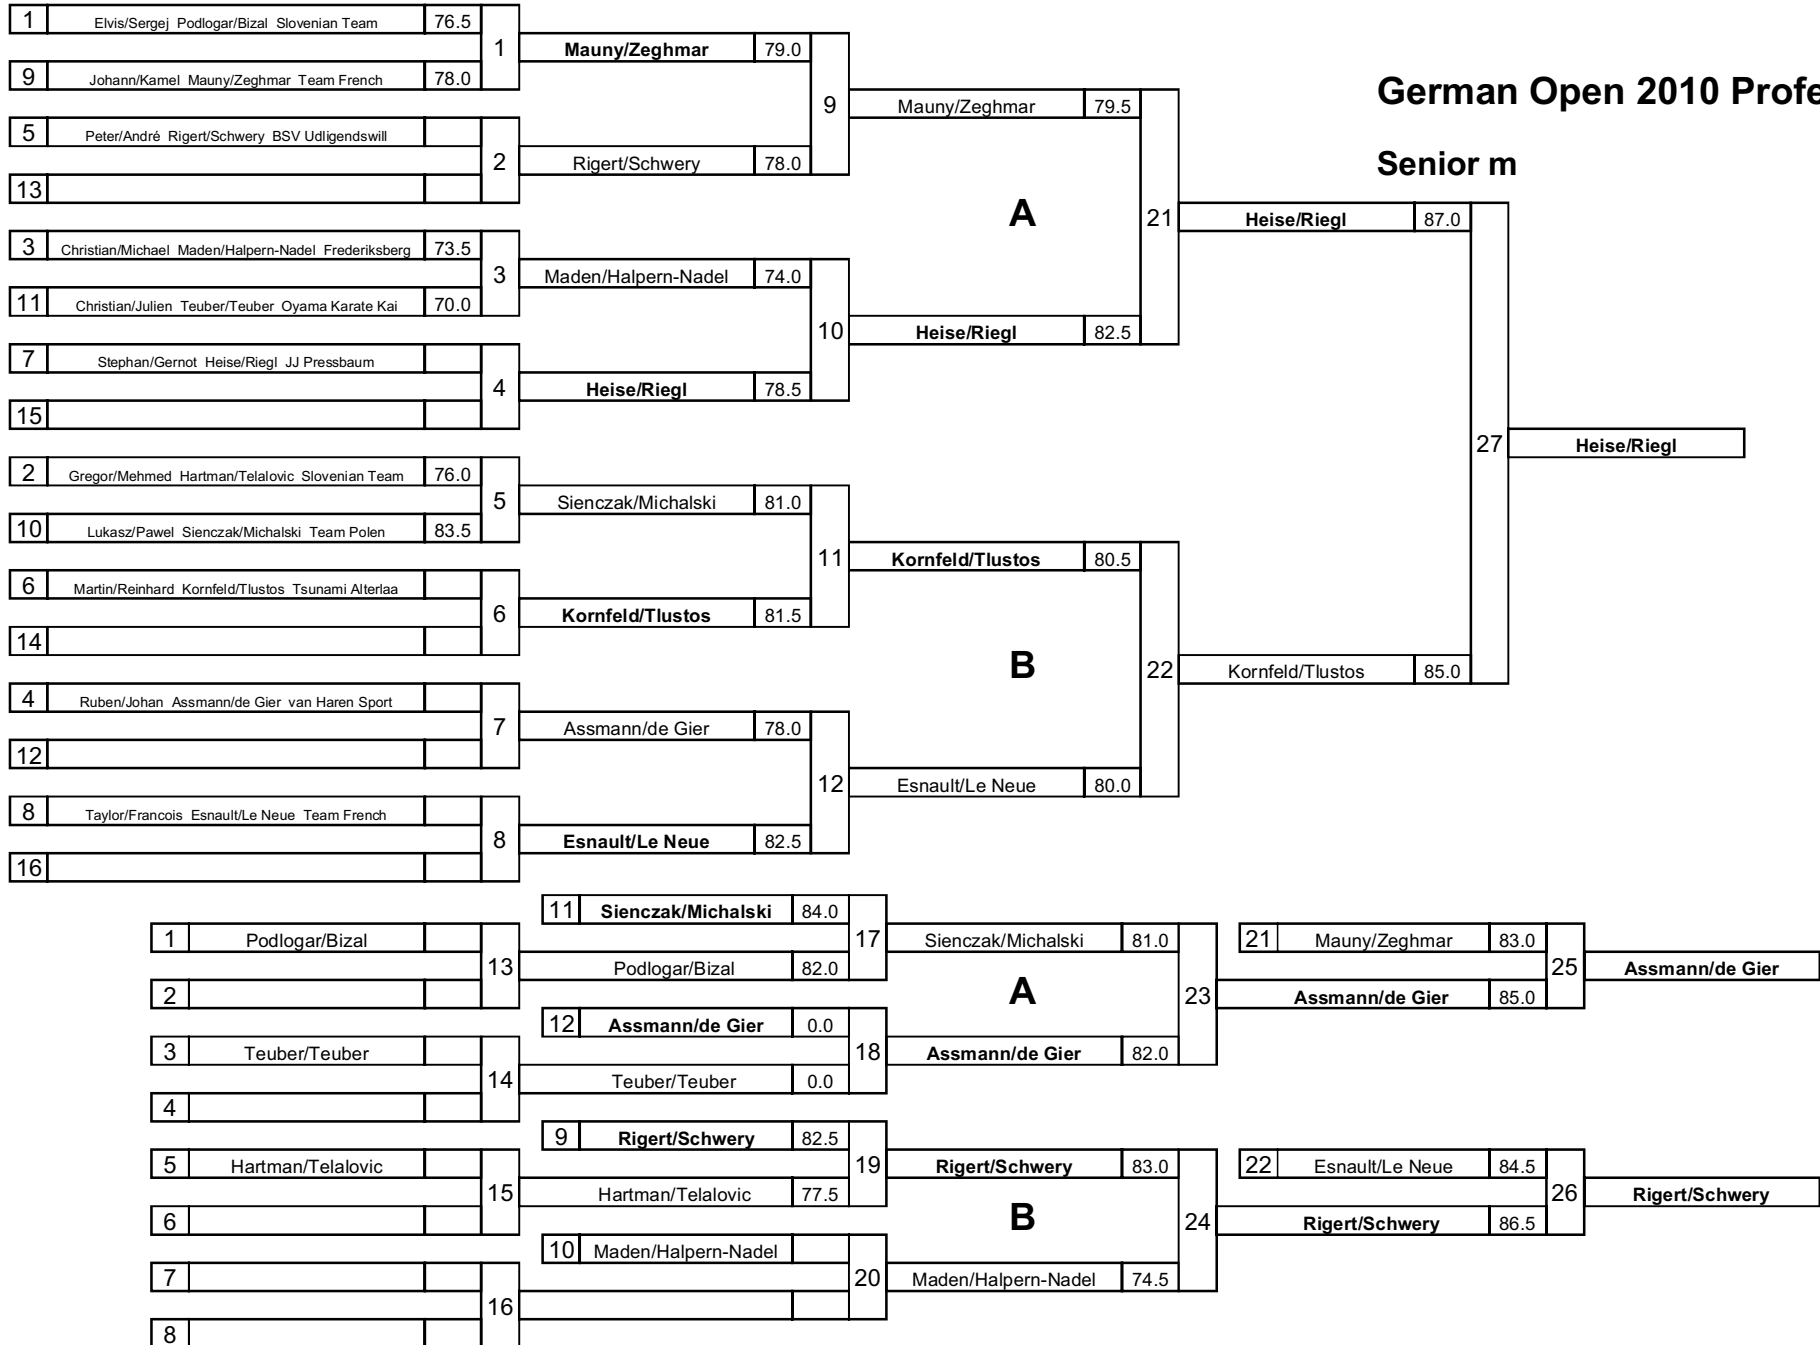 German Open 2010 Profe
Senior m
1 Elvis/Sergej Podlogar/Bizal Slovenian Team 76.5
1 Mauny/Zeghmar 79.0
9 Johann/Kamel Mauny/Zeghmar Team French 78.0
9 Mauny/Zeghmar 79.5
5 Peter/André Rigert/Schwery BSV Udligendswill
2 Rigert/Schwery 78.0
13
A
21 Heise/Riegl 87.0
3 Christian/Michael Maden/Halpern-Nadel Frederiksberg 73.5
3 Maden/Halpern-Nadel 74.0
11 Christian/Julien Teuber/Teuber Oyama Karate Kai 70.0
10 Heise/Riegl 82.5
7 Stephan/Gernot Heise/Riegl JJ Pressbaum
4 Heise/Riegl 78.5
15
27 Heise/Riegl
2 Gregor/Mehmed Hartman/Telalovic Slovenian Team 76.0
5 Sienczak/Michalski 81.0
10 Lukasz/Pawel Sienczak/Michalski Team Polen 83.5
11 Kornfeld/Tlustos 80.5
6 Martin/Reinhard Kornfeld/Tlustos Tsunami Alterlaa
6 Kornfeld/Tlustos 81.5
14
B
22 Kornfeld/Tlustos 85.0
4 Ruben/Johan Assmann/de Gier van Haren Sport
7 Assmann/de Gier 78.0
12
12 Esnault/Le Neue 80.0
8 Taylor/Francois Esnault/Le Neue Team French
8 Esnault/Le Neue 82.5
16
11 Sienczak/Michalski 84.0
1 Podlogar/Bizal
17 Sienczak/Michalski 81.0
21 Mauny/Zeghmar 83.0
13 Podlogar/Bizal 82.0
25 Assmann/de Gier
2
A
23 Assmann/de Gier 85.0
12 Assmann/de Gier 0.0
3 Teuber/Teuber
18 Assmann/de Gier 82.0
14 Teuber/Teuber 0.0
4
9 Rigert/Schwery 82.5
5 Hartman/Telalovic
19 Rigert/Schwery 83.0
22 Esnault/Le Neue 84.5
15 Hartman/Telalovic 77.5
26 Rigert/Schwery
6
B
24 Rigert/Schwery 86.5
10 Maden/Halpern-Nadel
7
20 Maden/Halpern-Nadel 74.5
16
8